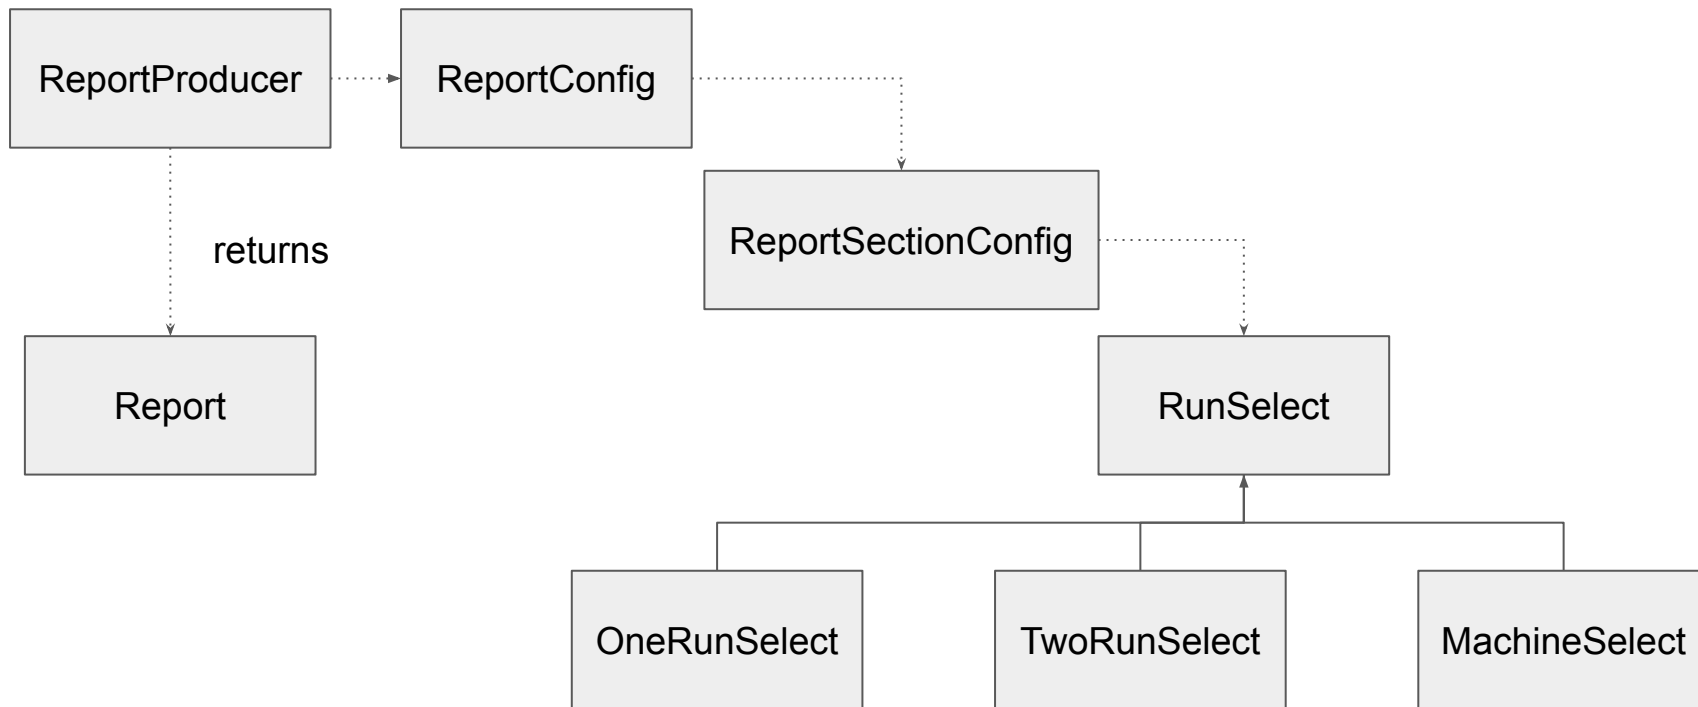 ReportProducer
ReportConfig
ReportSectionConfig
returns
Report
RunSelect
OneRunSelect
TwoRunSelect
MachineSelect